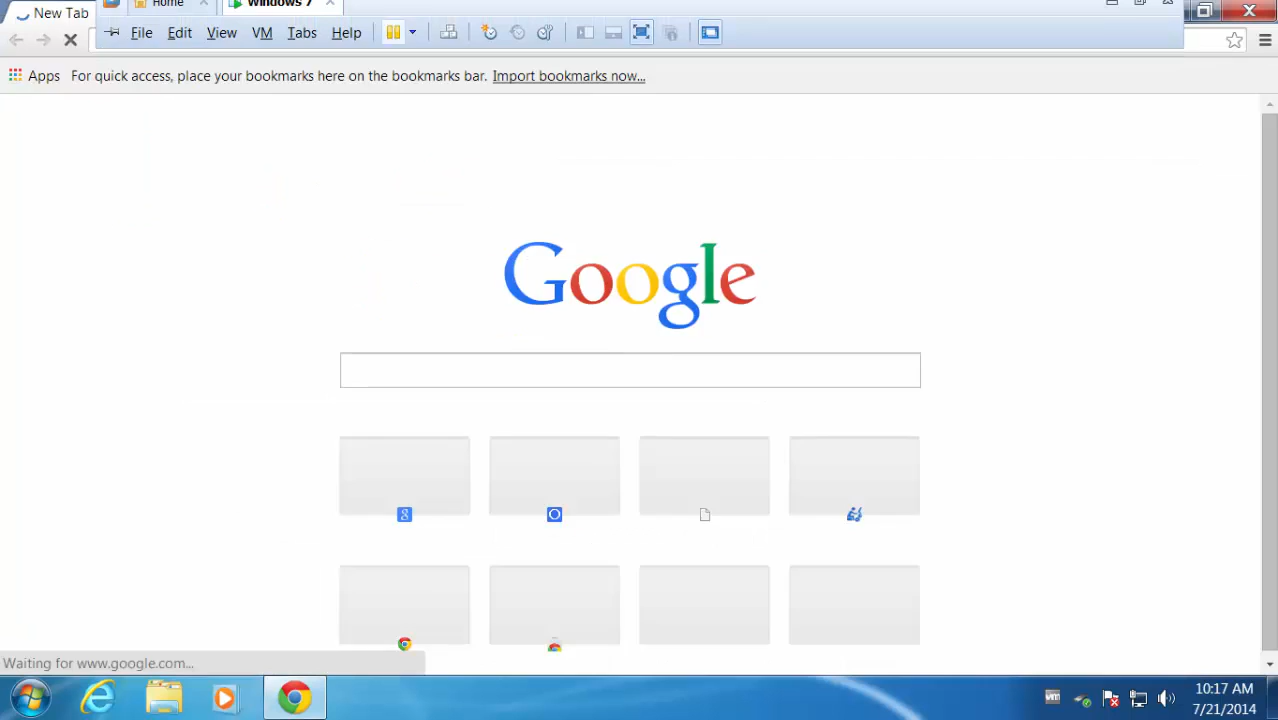 New Tab
Home
Windows 7
File Edit View VM Tabs Help
Apps For quick access, place your bookmarks here on the bookmarks bar. Import bookmarks now...
Google
Waiting for www.google.com...
10:17 AM
7/21/2014